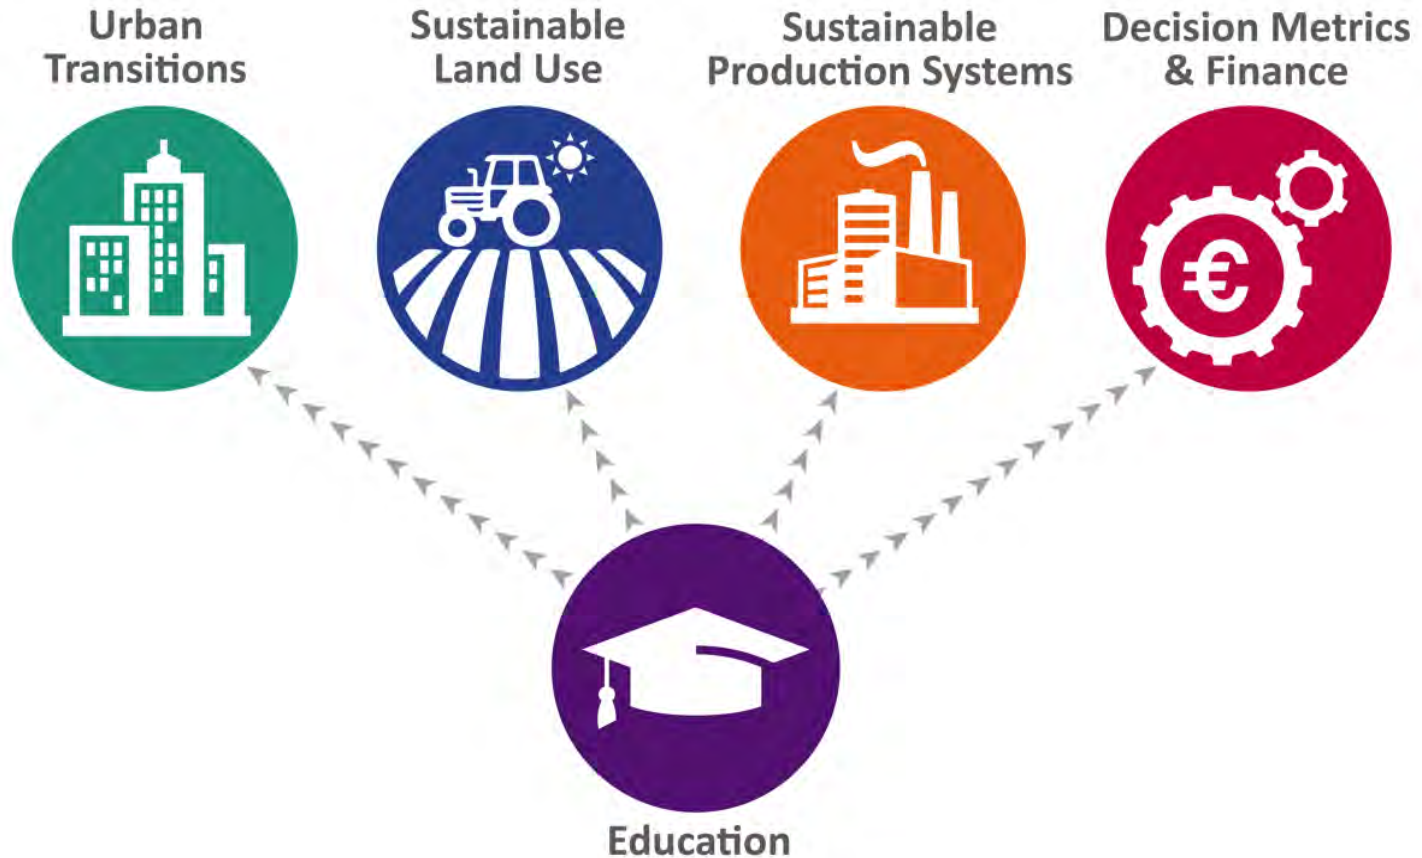 Urban
Transitions
Sustainable
Land Use
Sustainable
Production Systems
Decision Metrics
& Finance
€
Education